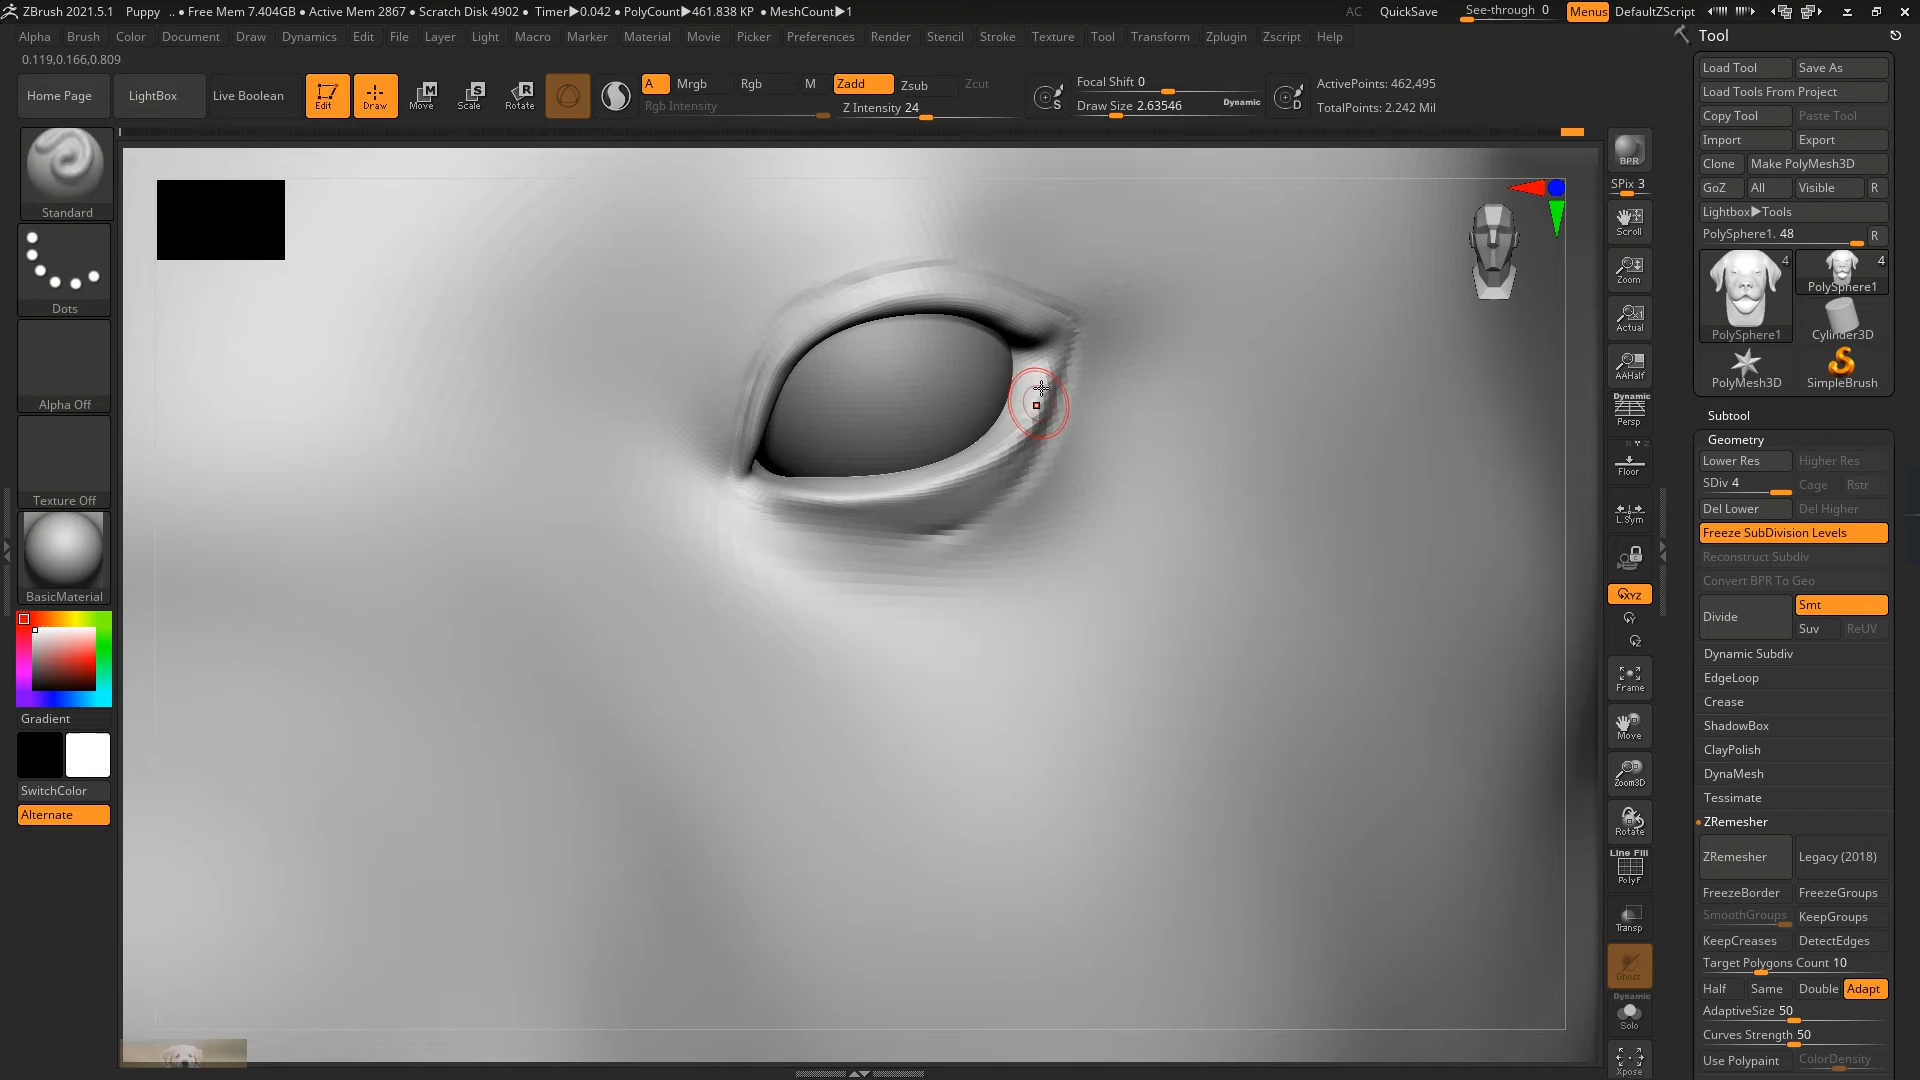 ZBrush 2021.5.1 Puppy .. • Free Mem 7.404GB • Active Mem 2867 • Scratch Disk 4902 • Timer▶0.042 • PolyCount▶461.838 KP • MeshCount▶1 AC QuickSave See-through 0 Menus DefaultZScript
Alpha Brush Color Document Draw Dynamics Edit File Layer Light Macro Marker Material Movie Picker Preferences Render Stencil Stroke Texture Tool Transform Zplugin Zscript Help
0.119,0.166,0.809
Home Page LightBox Live Boolean Edit Draw Move Scale Rotate
A Mrgb Rgb M Zadd Zsub Zcut
Rgb Intensity Z Intensity 24
Focal Shift 0
Draw Size 2.63546 Dynamic
ActivePoints: 462,495
TotalPoints: 2.242 Mil
Standard
Dots
Alpha Off
Texture Off
BasicMaterial
Gradient
SwitchColor
Alternate
BPR
SPix 3
Scroll
Zoom
Actual
AAHalf
Dynamic
Persp
Floor
L.Sym
XYZ
Y
Z
Frame
Move
Zoom3D
Rotate
Line Fill
PolyF
Transp
Ghost
Dynamic
Solo
Xpose
Tool
Load Tool Save As
Load Tools From Project
Copy Tool Paste Tool
Import Export
Clone Make PolyMesh3D
GoZ All Visible R
Lightbox▶Tools
PolySphere1. 48 R
4 4
PolySphere1
PolySphere1 Cylinder3D
PolyMesh3D SimpleBrush
Subtool
Geometry
Lower Res Higher Res
SDiv 4 Cage Rstr
Del Lower Del Higher
Freeze SubDivision Levels
Reconstruct Subdiv
Convert BPR To Geo
Divide Smt
Suv ReUV
Dynamic Subdiv
EdgeLoop
Crease
ShadowBox
ClayPolish
DynaMesh
Tessimate
ZRemesher
ZRemesher Legacy (2018)
FreezeBorder FreezeGroups
SmoothGroups KeepGroups
KeepCreases DetectEdges
Target Polygons Count 10
Half Same Double Adapt
AdaptiveSize 50
Curves Strength 50
Use Polypaint ColorDensity